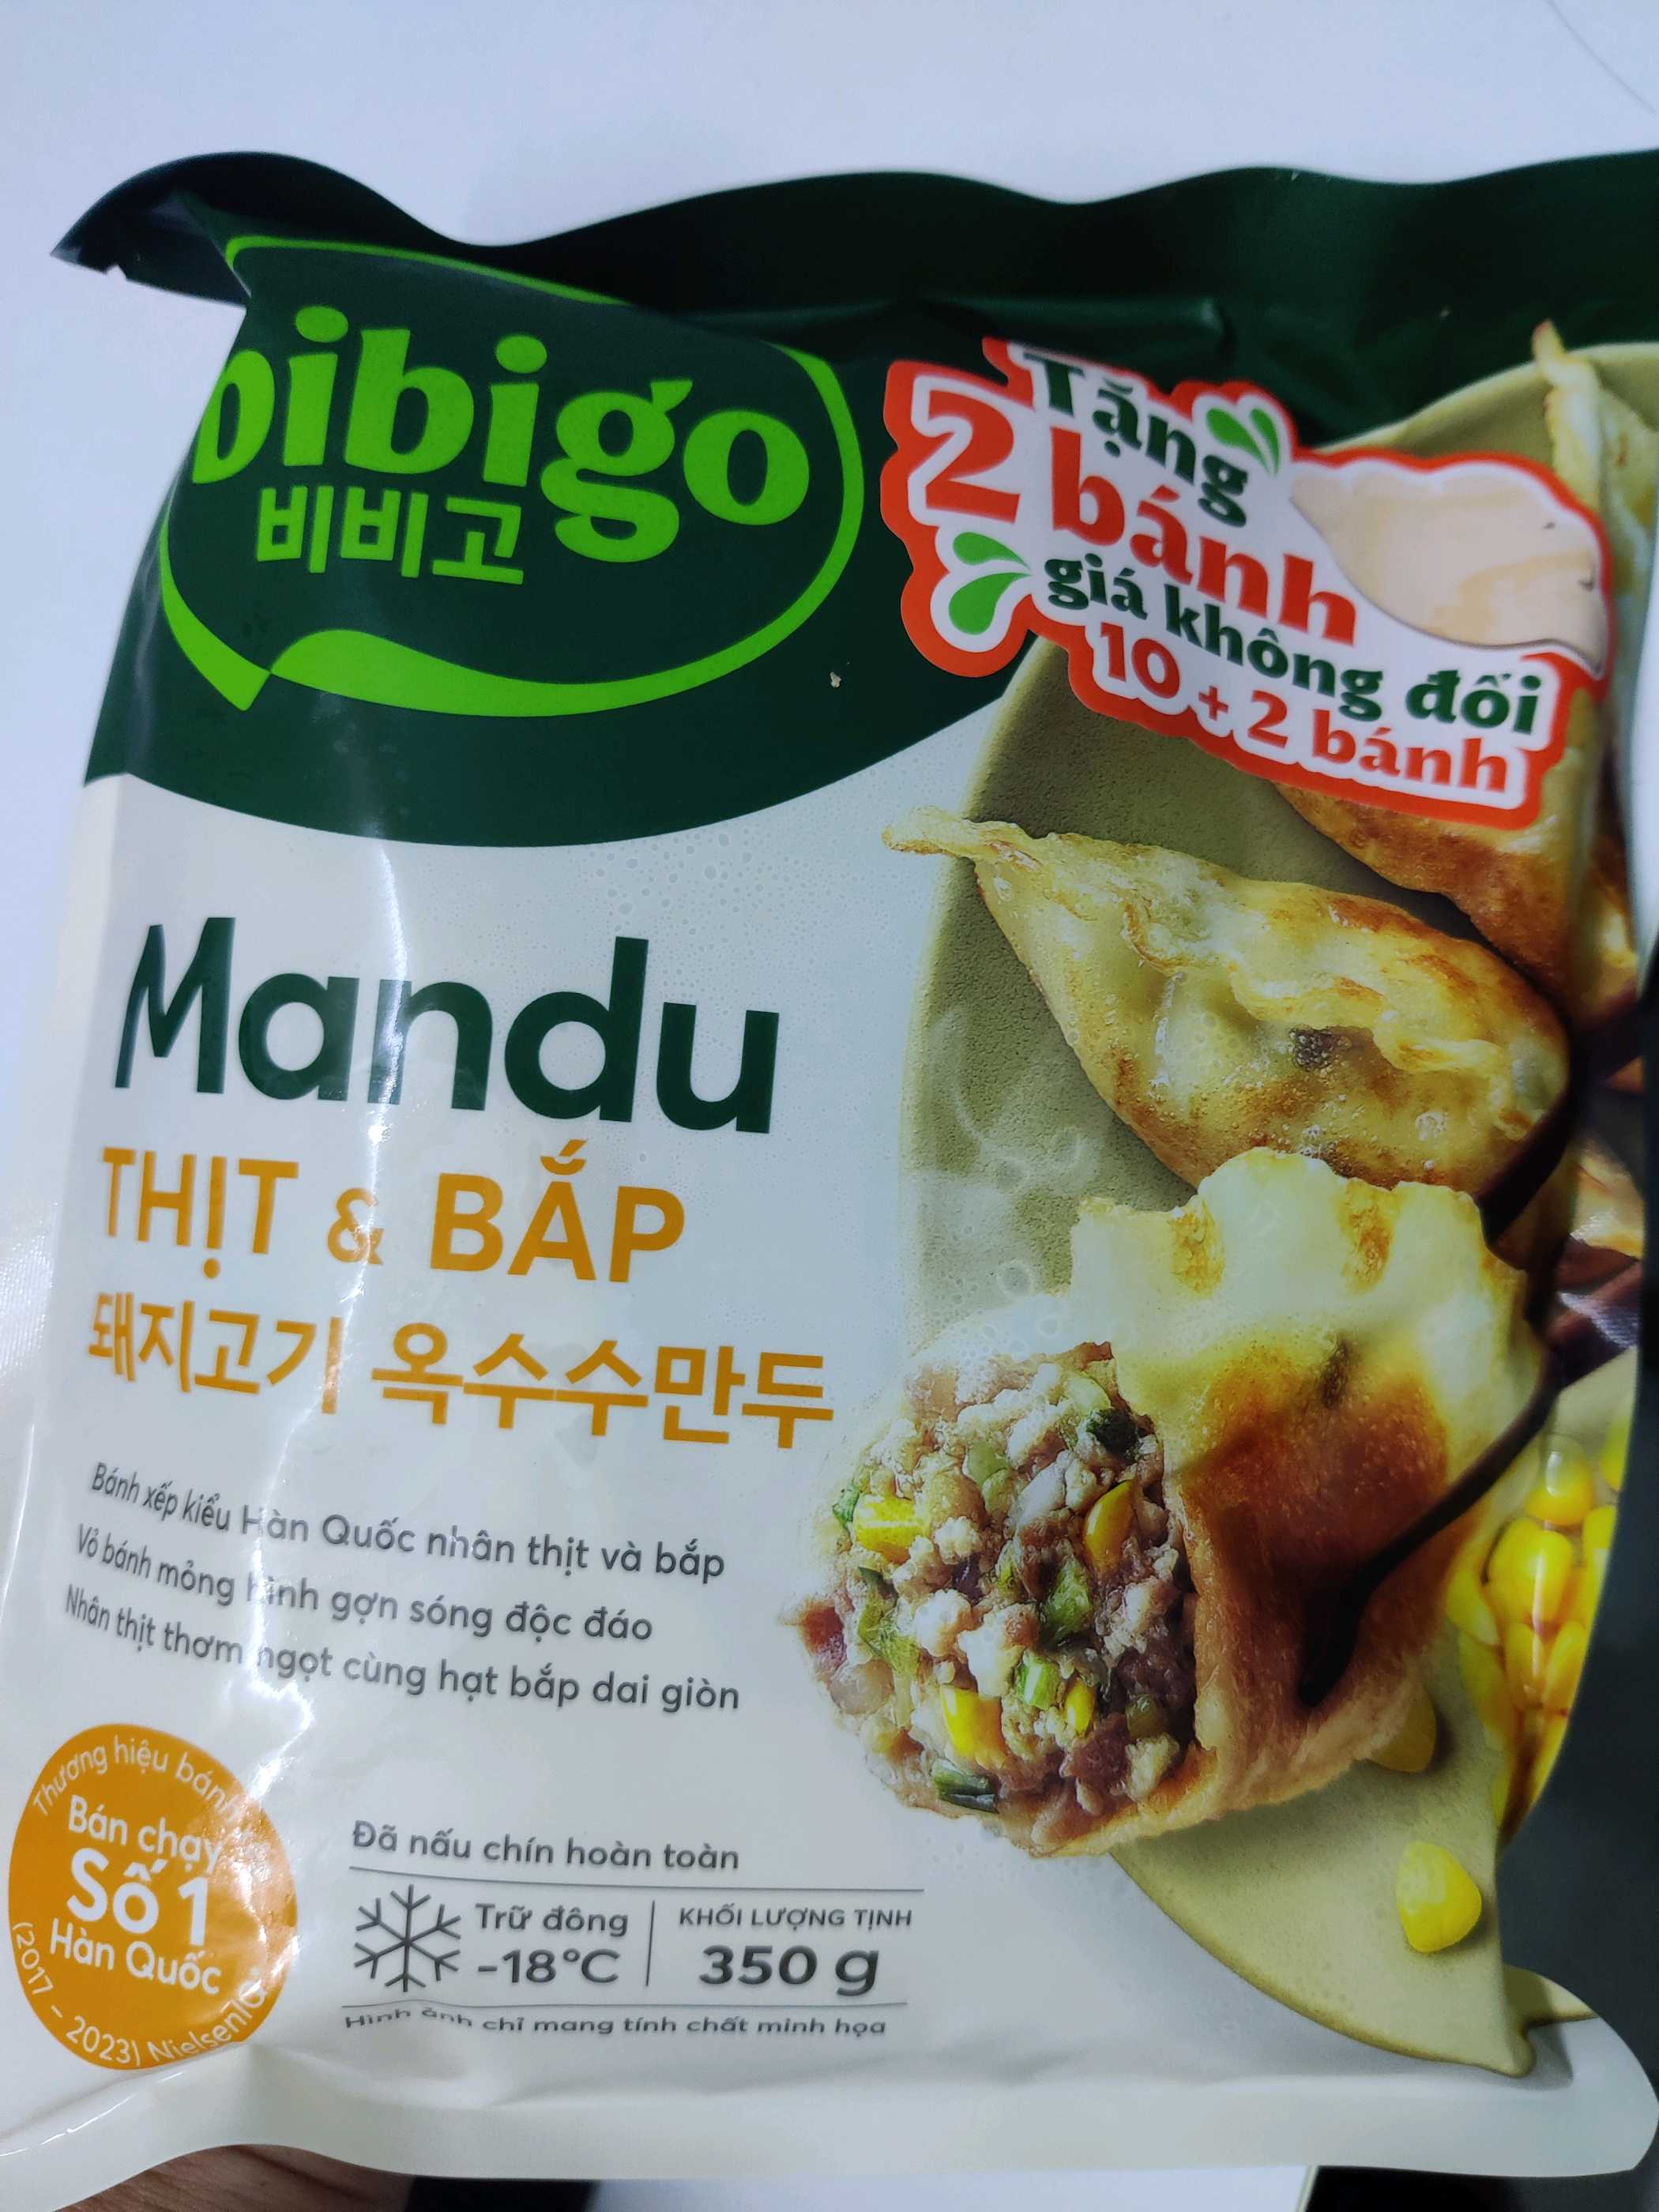 bibigo
비비고
Tặng
2 bánh
giá không đổi
10 + 2 bánh
Mandu
THỊT & BẮP
돼지고기 옥수수만두
Bánh xếp kiểu Hàn Quốc nhân thịt và bắp
Vỏ bánh mỏng hình gợn sóng độc đáo
Nhân thịt thơm ngọt cùng hạt bắp dai giòn
Thương hiệu bánh
Bán chạy
Số 1
Hàn Quốc
(2017 - 2023) NielsenIQ
Đã nấu chín hoàn toàn
Trữ đông
-18°C
KHỐI LƯỢNG TỊNH
350 g
Hình ảnh chỉ mang tính chất minh họa